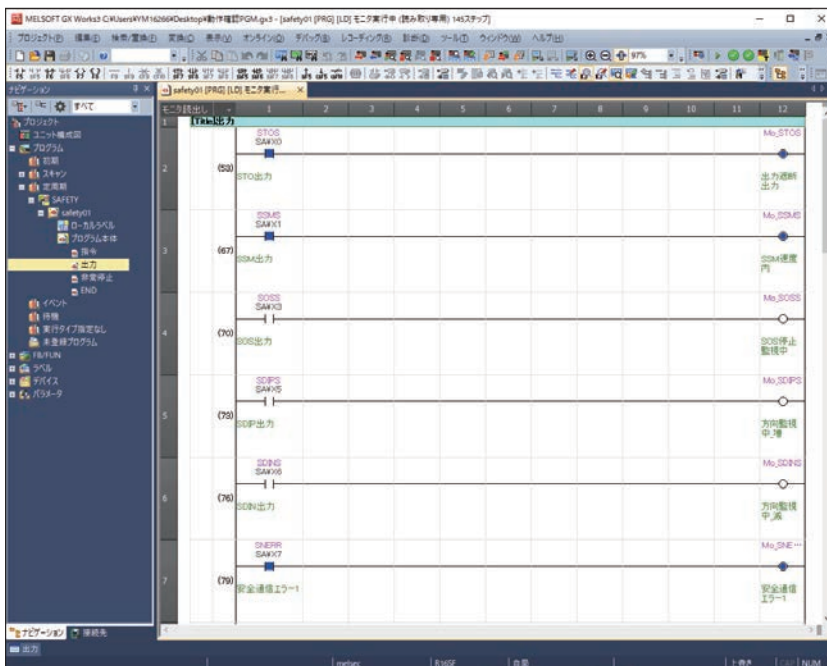 MELSOFT GX Works3 C:¥Users¥YM16266¥Desktop¥動作確認PGM.gx3 - [safety01 [PRG] [LD] モニタ実行中 (読み取り専用) 145ステップ]
プロジェクト(P) 編集(E) 検索/置換(F) 変換(C) 表示(V) オンライン(O) デバッグ(B) レコーディング(R) 診断(D) ツール(T) ウィンドウ(W) ヘルプ(H)
97%
ナビゲーション
safety01 [PRG] [LD] モニタ実行...
すべて
モニタ読出し 1 2 3 4 5 6 7 8 9 10 11 12
プロジェクト
1 [Title]出力
ユニット構成図
プログラム
初期
スキャン
定周期
SAFETY
safety01
ローカルラベル
プログラム本体
指令
出力
非常停止
END
イベント
待機
実行タイプ指定なし
未登録プログラム
FB/FUN
ラベル
デバイス
パラメータ
STOS Mo_STOS
SA¥X0
2 (53)
STO出力 出力遮断
出力
SSMS Mo_SSMS
SA¥X1
3 (67)
SSM出力 SSM速度
内
SOSS Mo_SOSS
SA¥X3
4 (70)
SOS出力 SOS停止
監視中
SDIPS Mo_SDIPS
SA¥X5
5 (73)
SDIP出力 方向監視
中_増
SDINS Mo_SDINS
SA¥X6
6 (76)
SDIN出力 方向監視
中_減
SNERR Mo_SNE…
SA¥X7
7 (79)
安全通信エラー1 安全通信
エラー1
ナビゲーション 接続先
出力
R16SF 自局 上書き CAP NUM